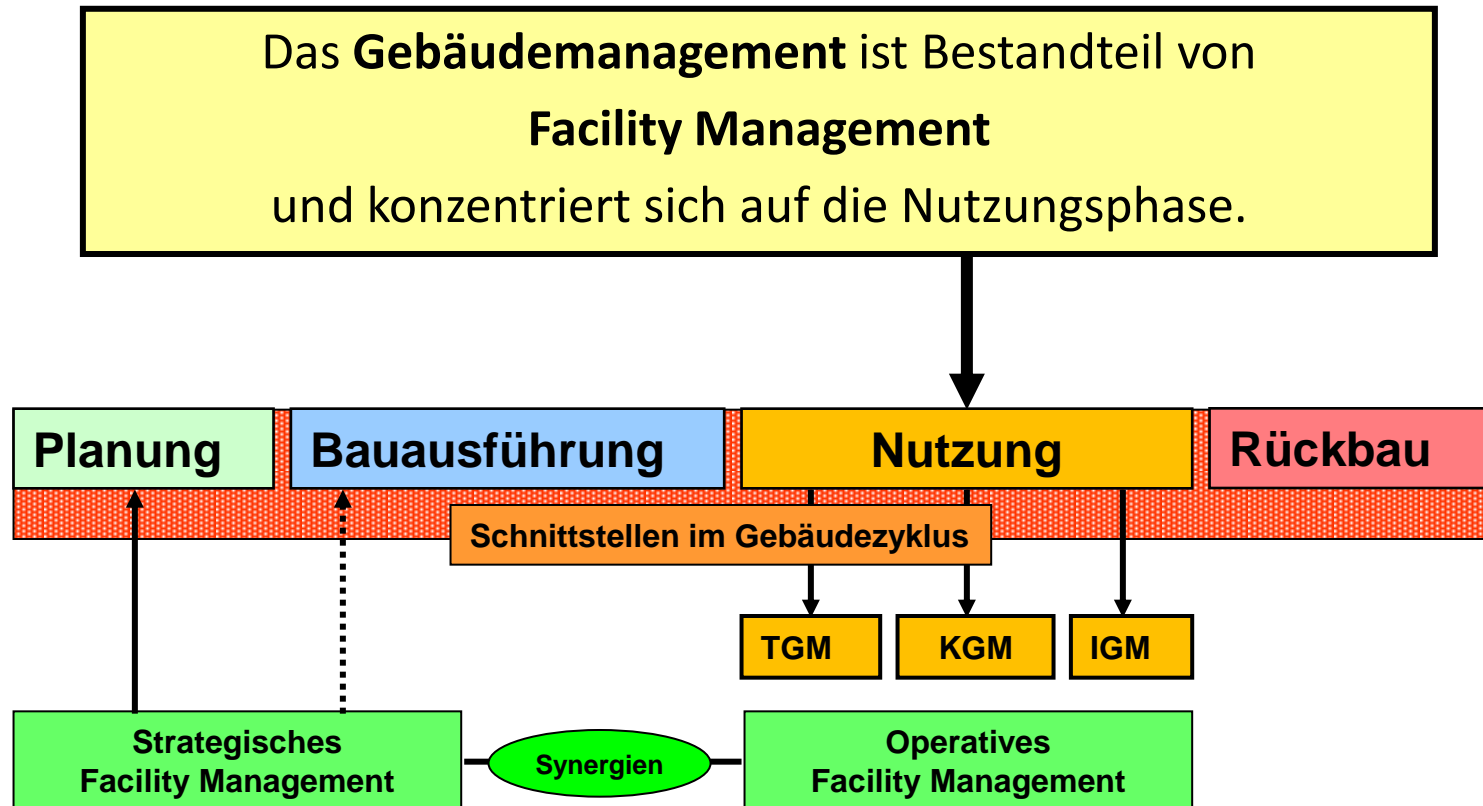 Das Gebäudemanagement ist Bestandteil von
Facility Management
und konzentriert sich auf die Nutzungsphase.
Planung
Bauausführung
Nutzung
Rückbau
Schnittstellen im Gebäudezyklus
TGM
KGM
IGM
Strategisches
Facility Management
Synergien
Operatives
Facility Management